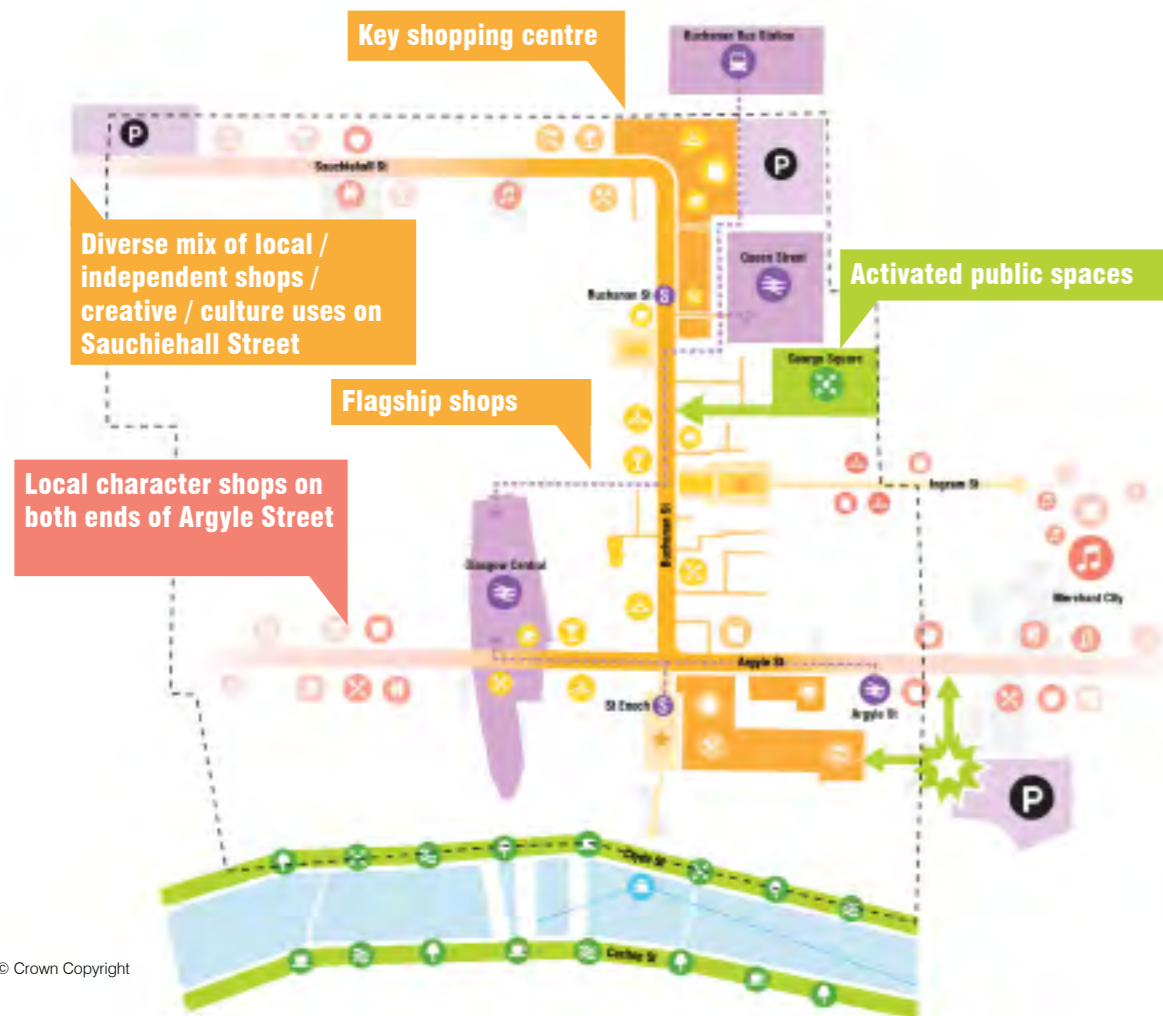 Key shopping centre
Buchanan Bus Station
P
Sauchiehall St
P
Diverse mix of local /
independent shops /
creative / culture uses on
Sauchiehall Street
Queen Street
Activated public spaces
Buchanan St
S
George Square
Flagship shops
Local character shops on
both ends of Argyle Street
Ingram St
Buchanan St
Glasgow Central
Merchant City
Argyle St
St Enoch
S
Argyle St
P
Clyde St
Carlton St
© Crown Copyright